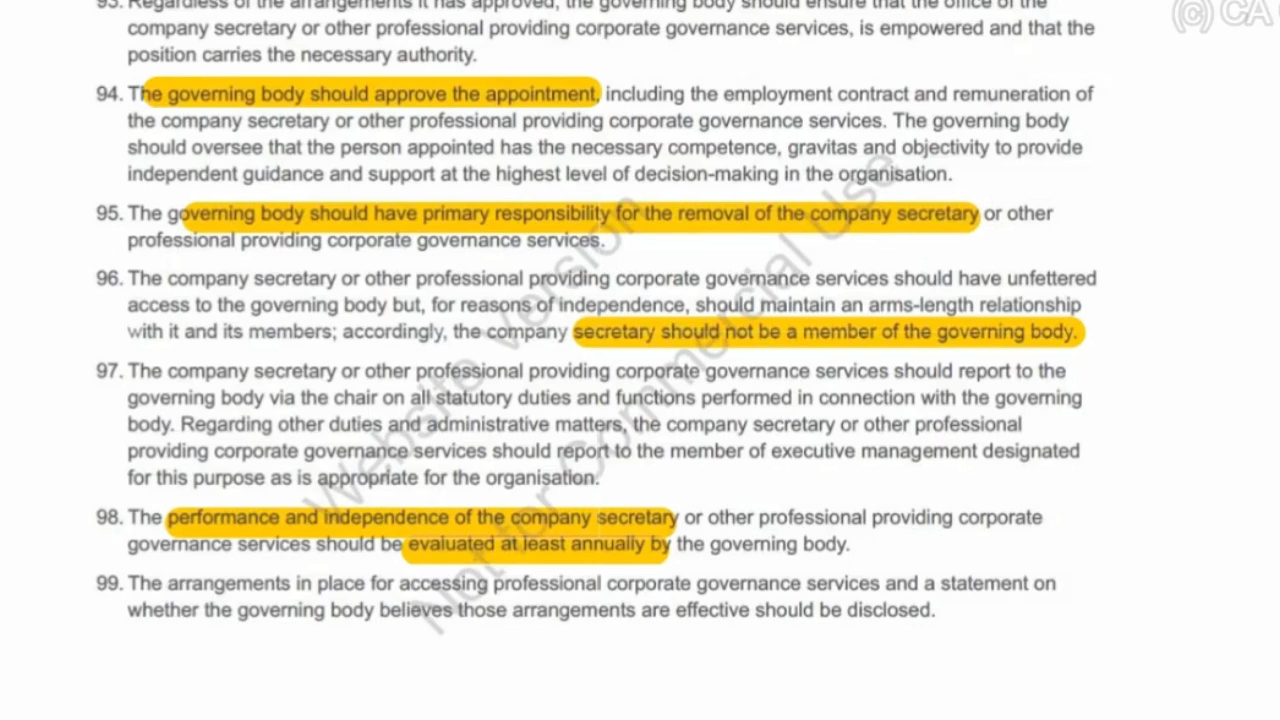 93. Regardless of the arrangements it has approved, the governing body should ensure that the office of the
company secretary or other professional providing corporate governance services, is empowered and that the
position carries the necessary authority.
94. The governing body should approve the appointment, including the employment contract and remuneration of
the company secretary or other professional providing corporate governance services. The governing body
should oversee that the person appointed has the necessary competence, gravitas and objectivity to provide
independent guidance and support at the highest level of decision-making in the organisation.
95. The governing body should have primary responsibility for the removal of the company secretary or other
professional providing corporate governance services.
96. The company secretary or other professional providing corporate governance services should have unfettered
access to the governing body but, for reasons of independence, should maintain an arms-length relationship
with it and its members; accordingly, the company secretary should not be a member of the governing body.
97. The company secretary or other professional providing corporate governance services should report to the
governing body via the chair on all statutory duties and functions performed in connection with the governing
body. Regarding other duties and administrative matters, the company secretary or other professional
providing corporate governance services should report to the member of executive management designated
for this purpose as is appropriate for the organisation.
98. The performance and independence of the company secretary or other professional providing corporate
governance services should be evaluated at least annually by the governing body.
99. The arrangements in place for accessing professional corporate governance services and a statement on
whether the governing body believes those arrangements are effective should be disclosed.
Website Version
Not for Commercial Use
(c) CA